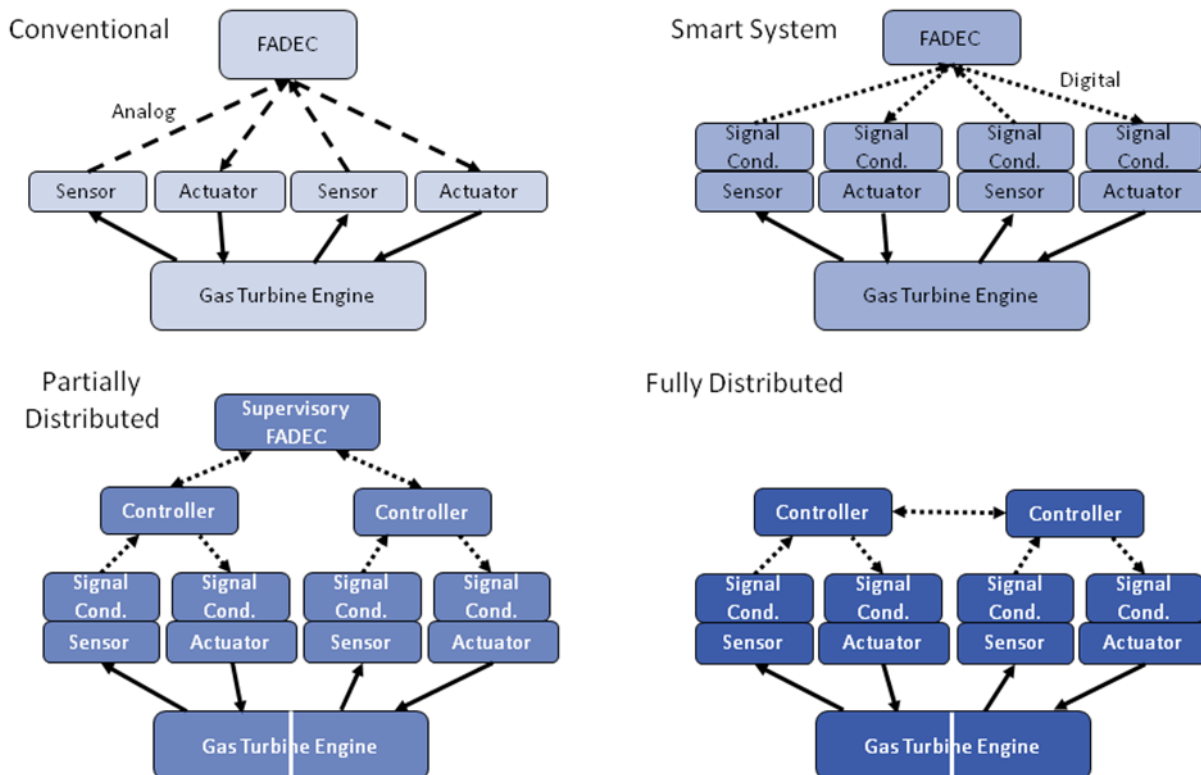 Conventional
FADEC
Analog
Sensor
Actuator
Sensor
Actuator
Gas Turbine Engine
Smart System
FADEC
Digital
Signal
Cond.
Signal
Cond.
Signal
Cond.
Signal
Cond.
Sensor
Actuator
Sensor
Actuator
Gas Turbine Engine
Partially
Distributed
Supervisory
FADEC
Controller
Controller
Signal
Cond.
Signal
Cond.
Signal
Cond.
Signal
Cond.
Sensor
Actuator
Sensor
Actuator
Gas Turbine Engine
Fully Distributed
Controller
Controller
Signal
Cond.
Signal
Cond.
Signal
Cond.
Signal
Cond.
Sensor
Actuator
Sensor
Actuator
Gas Turbine Engine